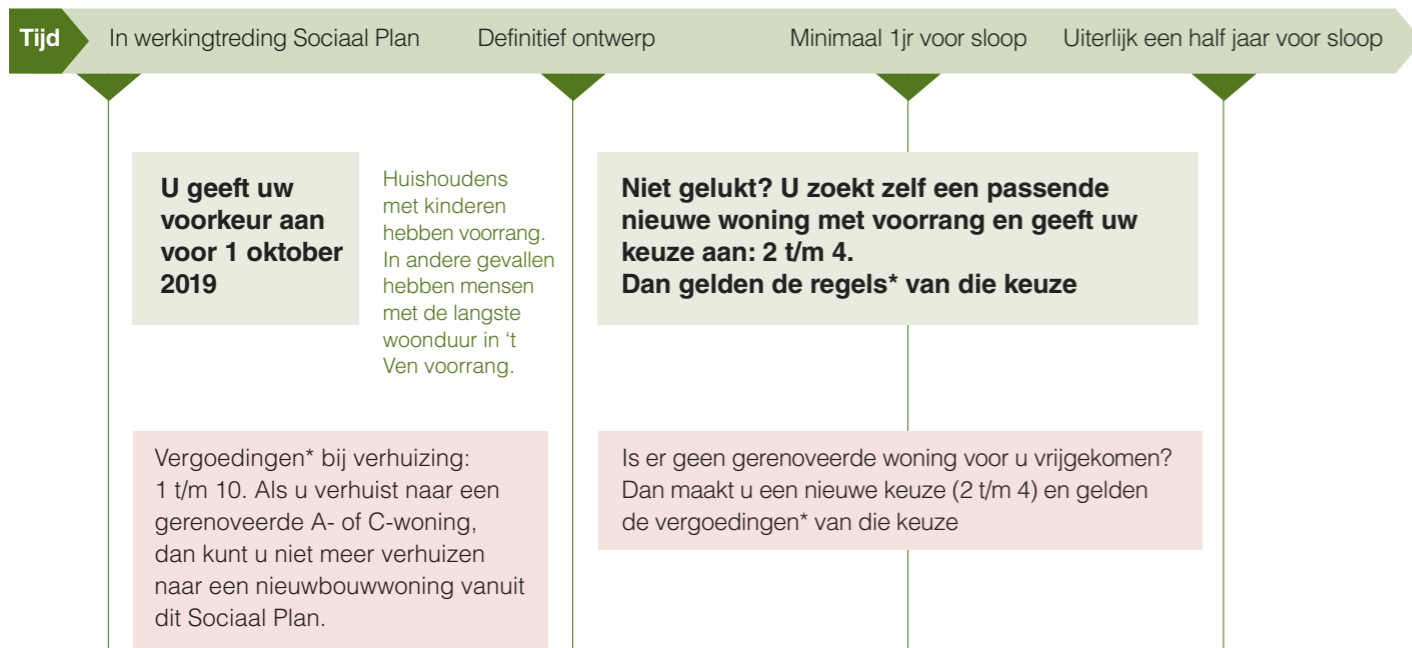 Tijd In werkingtreding Sociaal Plan Definitief ontwerp Minimaal 1jr voor sloop Uiterlijk een half jaar voor sloop
U geeft uw
voorkeur aan
voor 1 oktober
2019
Huishoudens
met kinderen
hebben voorrang.
In andere gevallen
hebben mensen
met de langste
woonduur in ‘t
Ven voorrang.
Niet gelukt? U zoekt zelf een passende
nieuwe woning met voorrang en geeft uw
keuze aan: 2 t/m 4.
Dan gelden de regels* van die keuze
Vergoedingen* bij verhuizing:
1 t/m 10. Als u verhuist naar een
gerenoveerde A- of C-woning,
dan kunt u niet meer verhuizen
naar een nieuwbouwwoning vanuit
dit Sociaal Plan.
Is er geen gerenoveerde woning voor u vrijgekomen?
Dan maakt u een nieuwe keuze (2 t/m 4) en gelden
de vergoedingen* van die keuze